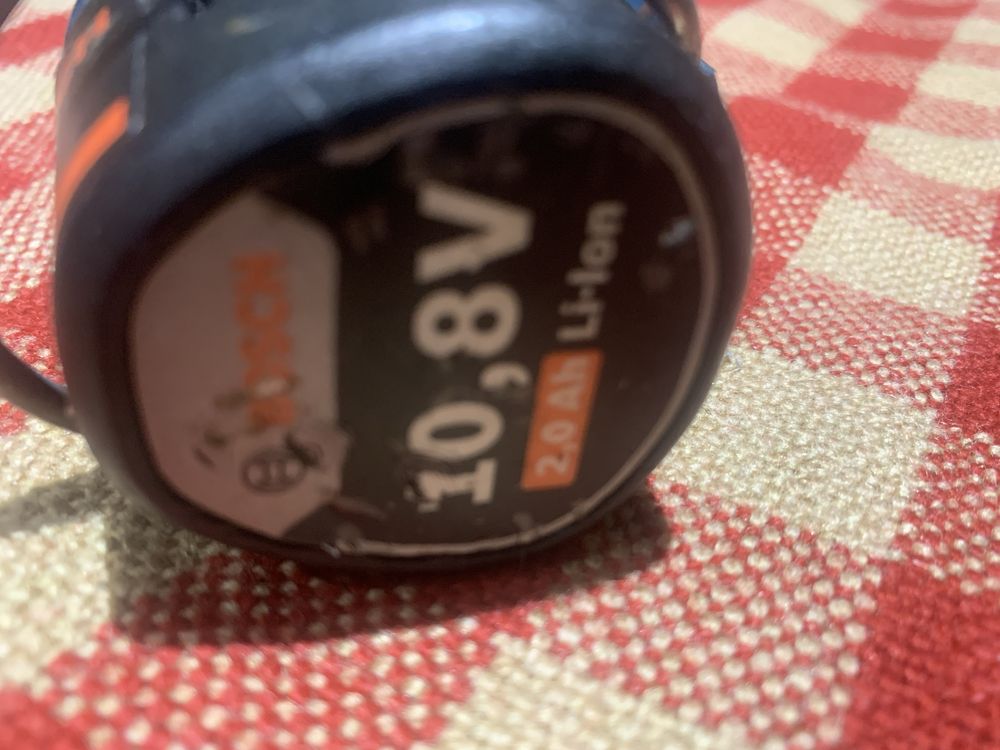 BOSCH
10,8V
2,0 Ah Li-Ion